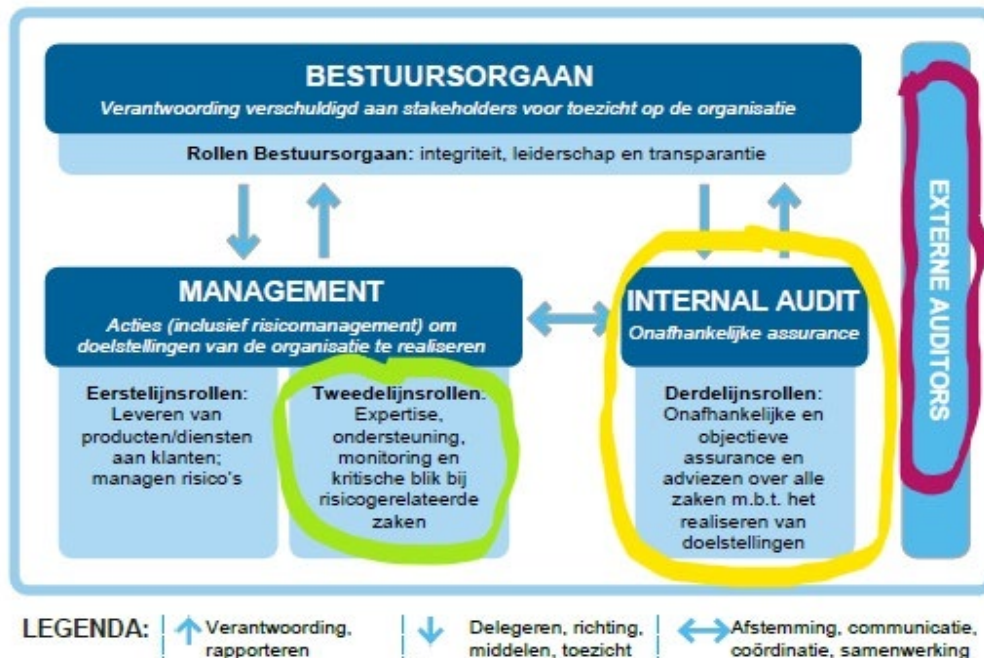 BESTUURSORGAAN
Verantwoording verschuldigd aan stakeholders voor toezicht op de organisatie
Rollen Bestuursorgaan: integriteit, leiderschap en transparantie
MANAGEMENT
Acties (inclusief risicomanagement) om
doelstellingen van de organisatie te realiseren
Eerstelijnsrollen:
Leveren van
producten/diensten
aan klanten;
managen risico's
Tweedelijnsrollen:
Expertise,
ondersteuning,
monitoring en
kritische blik bij
risicogerelateerde
zaken
INTERNAL AUDIT
Onafhankelijke assurance
Derdelijnsrollen:
Onafhankelijke en
objectieve
assurance en
adviezen over alle
zaken m.b.t. het
realiseren van
doelstellingen
EXTERNE AUDITORS
LEGENDA:
Verantwoording,
rapporteren
Delegeren, richting,
middelen, toezicht
Afstemming, communicatie,
coördinatie, samenwerking